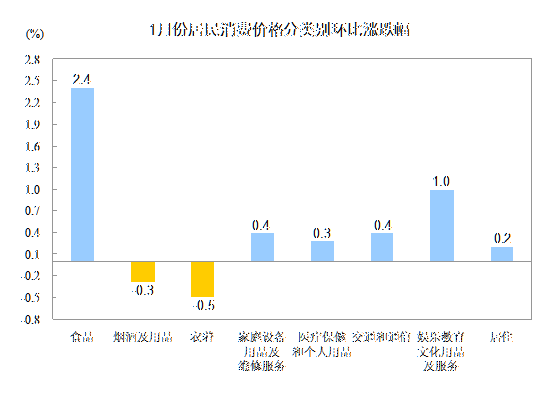 1月份居民消费价格分类别环比涨跌幅
(%)
2.8
2.5
2.2
1.9
1.6
1.3
1.0
0.7
0.4
0.1
-0.2
-0.5
-0.8
2.4
-0.3
-0.5
0.4
0.3
0.4
1.0
0.2
食品
烟酒及用品
衣着
家庭设备
用品及
维修服务
医疗保健
和个人用品
交通和通信
娱乐教育
文化用品
及服务
居住